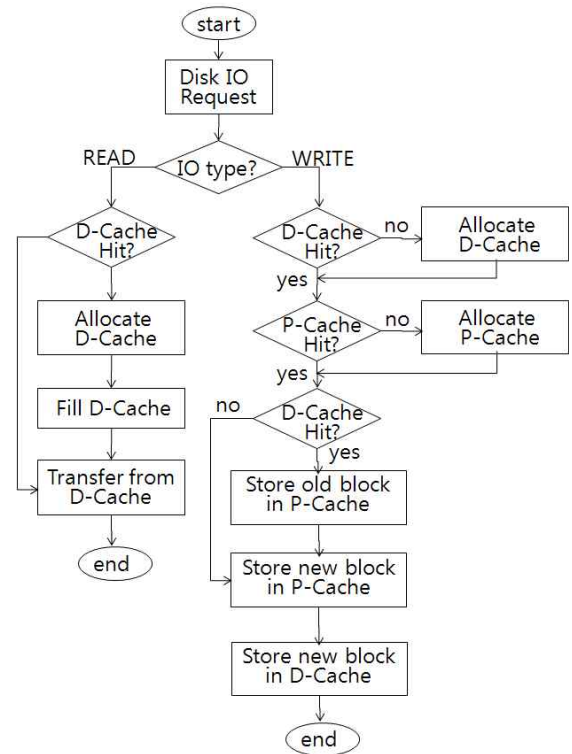 start
Disk IO
Request
IO type?
READ
WRITE
D-Cache
Hit?
Allocate
D-Cache
Fill D-Cache
Transfer from
D-Cache
end
D-Cache
Hit?
no
Allocate
D-Cache
yes
P-Cache
Hit?
no
Allocate
P-Cache
yes
D-Cache
Hit?
no
yes
Store old block
in P-Cache
Store new block
in P-Cache
Store new block
in D-Cache
end